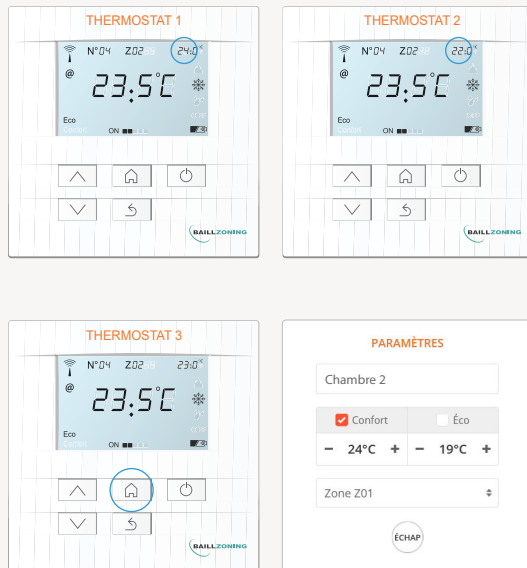 THERMOSTAT 1
N°04 Z02 24:0
@
23.5°C
Eco
ON
BAILLZONING
THERMOSTAT 2
N°04 Z02 22:0
@
23.5°C
Eco
ON
BAILLZONING
THERMOSTAT 3
N°04 Z02 23:0
@
23.5°C
Eco
ON
BAILLZONING
PARAMÈTRES
Chambre 2
Confort Éco
− 24°C + − 19°C +
Zone Z01
ÉCHAP